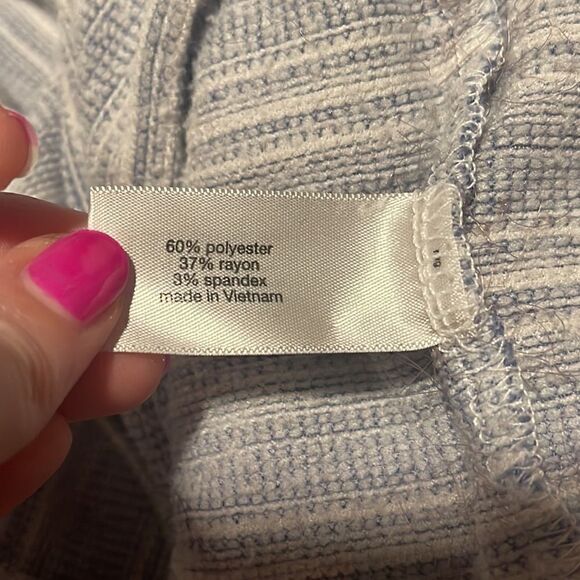 60% polyester
37% rayon
3% spandex
made in Vietnam